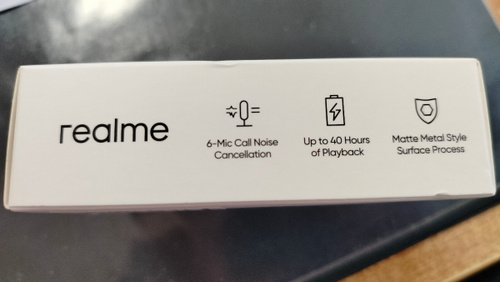 realme
6-Mic Call Noise
Cancellation
Up to 40 Hours
of Playback
Matte Metal Style
Surface Process